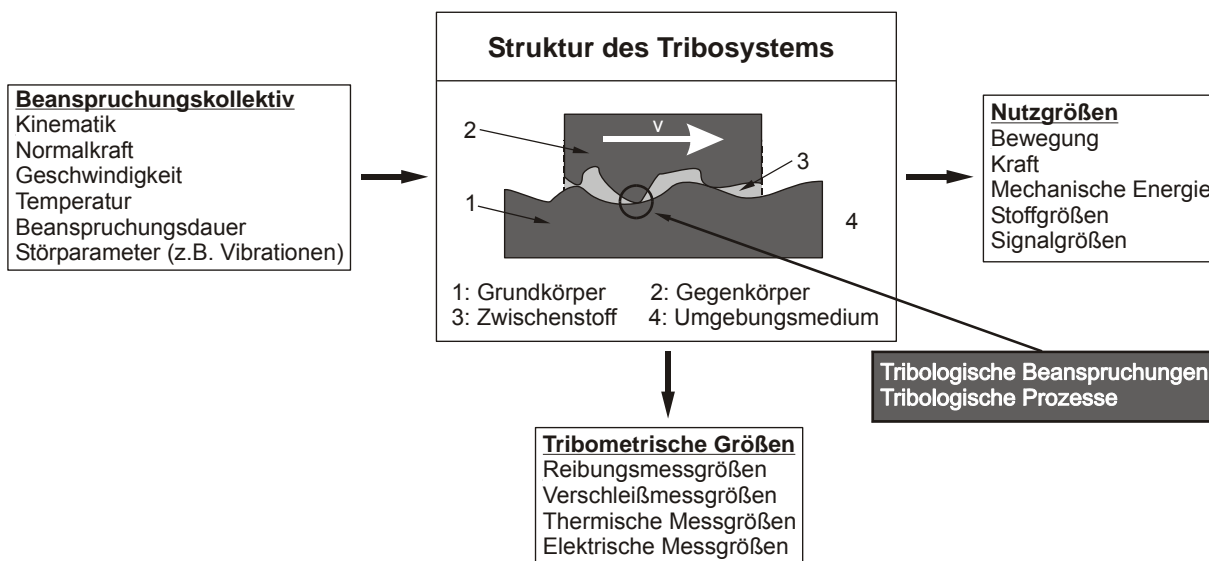 Struktur des Tribosystems
Beanspruchungskollektiv
Kinematik
Normalkraft
Geschwindigkeit
Temperatur
Beanspruchungsdauer
Störparameter (z.B. Vibrationen)
v
2
3
1
4
1: Grundkörper 2: Gegenkörper
3: Zwischenstoff 4: Umgebungsmedium
Nutzgrößen
Bewegung
Kraft
Mechanische Energie
Stoffgrößen
Signalgrößen
Tribologische Beanspruchungen
Tribologische Prozesse
Tribometrische Größen
Reibungsmessgrößen
Verschleißmessgrößen
Thermische Messgrößen
Elektrische Messgrößen